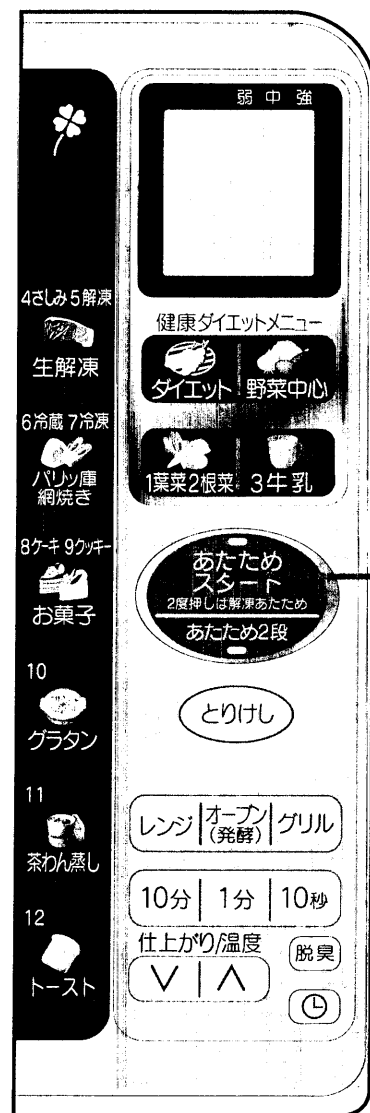 弱 中 強
4さしみ 5解凍
生解凍
6冷蔵 7冷凍
パリッ庫
網焼き
8ケーキ 9クッキー
お菓子
10
グラタン
11
茶わん蒸し
12
トースト
健康ダイエットメニュー
ダイエット 野菜中心
1葉菜2根菜 3牛乳
あたため
スタート
2度押しは解凍あたため
あたため2段
とりけし
レンジ オーブン(発酵) グリル
10分 1分 10秒
仕上がり/温度
脱臭